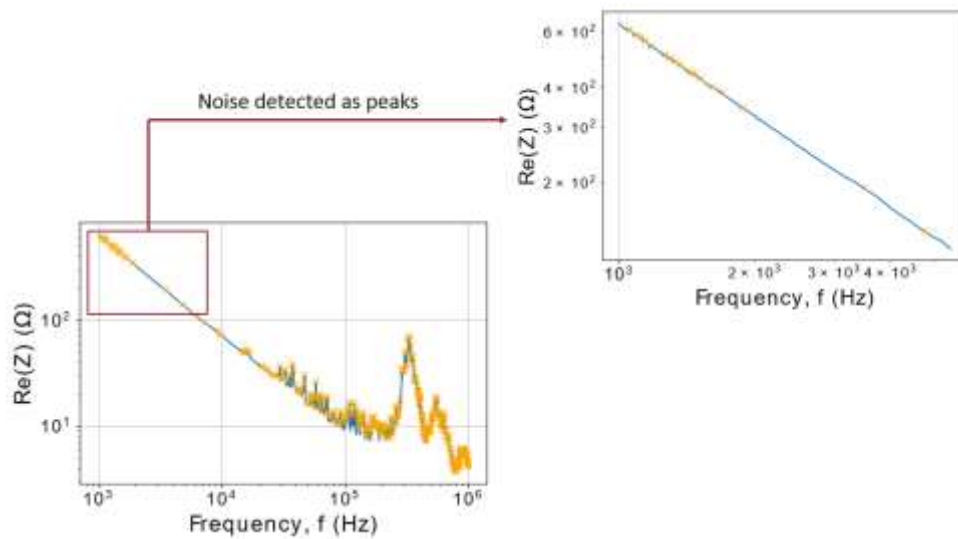 Noise detected as peaks
Re(Z) (Ω)
6 × 10²
4 × 10²
3 × 10²
2 × 10²
10³
2 × 10³
3 × 10³
4 × 10³
Frequency, f (Hz)
Re(Z) (Ω)
10²
10¹
10³
10⁴
10⁵
10⁶
Frequency, f (Hz)